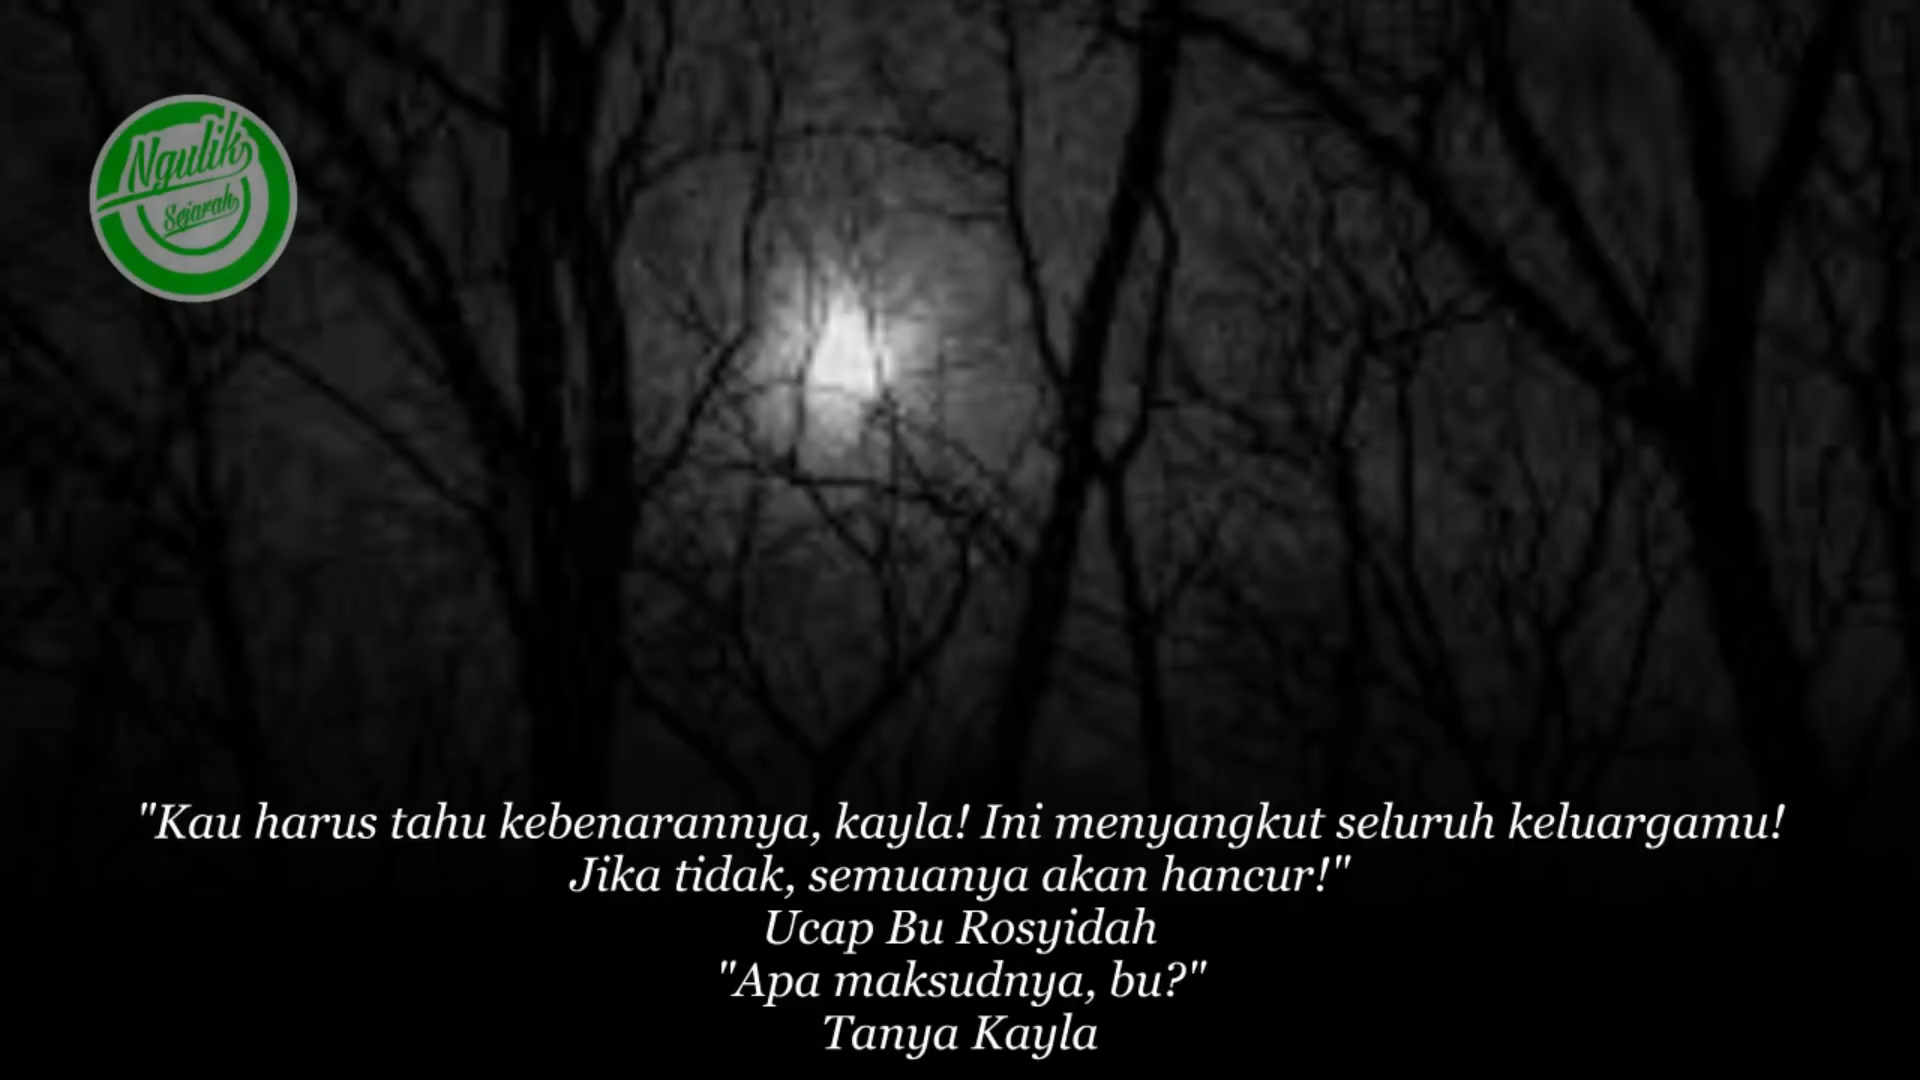 Ngulik
Sejarah
"Kau harus tahu kebenarannya, kayla! Ini menyangkut seluruh keluargamu!
Jika tidak, semuanya akan hancur!"
Ucap Bu Rosyidah
"Apa maksudnya, bu?"
Tanya Kayla